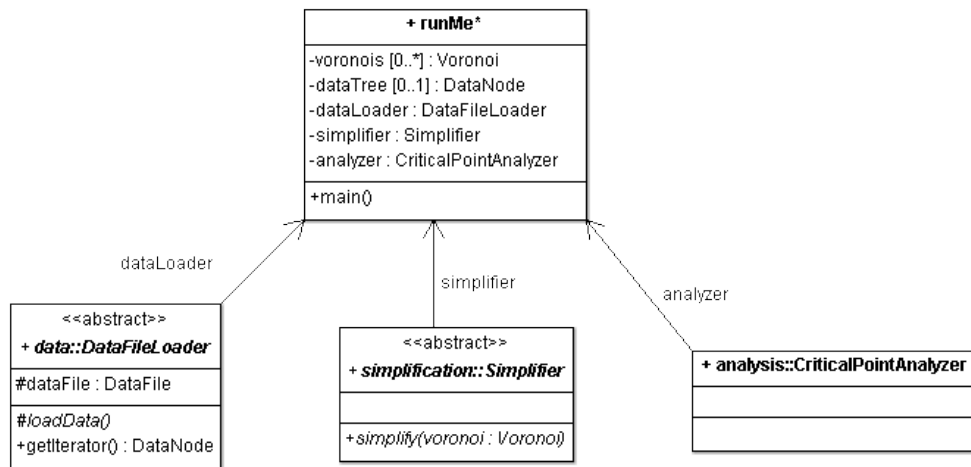 + runMe*
-voronois [0..*] : Voronoi
-dataTree [0..1] : DataNode
-dataLoader : DataFileLoader
-simplifier : Simplifier
-analyzer : CriticalPointAnalyzer
+main()
dataLoader
simplifier
analyzer
<<abstract>>
+ data::DataFileLoader
#dataFile : DataFile
#loadData()
+getIterator() : DataNode
<<abstract>>
+ simplification::Simplifier
+simplify(voronoi : Voronoi)
+ analysis::CriticalPointAnalyzer